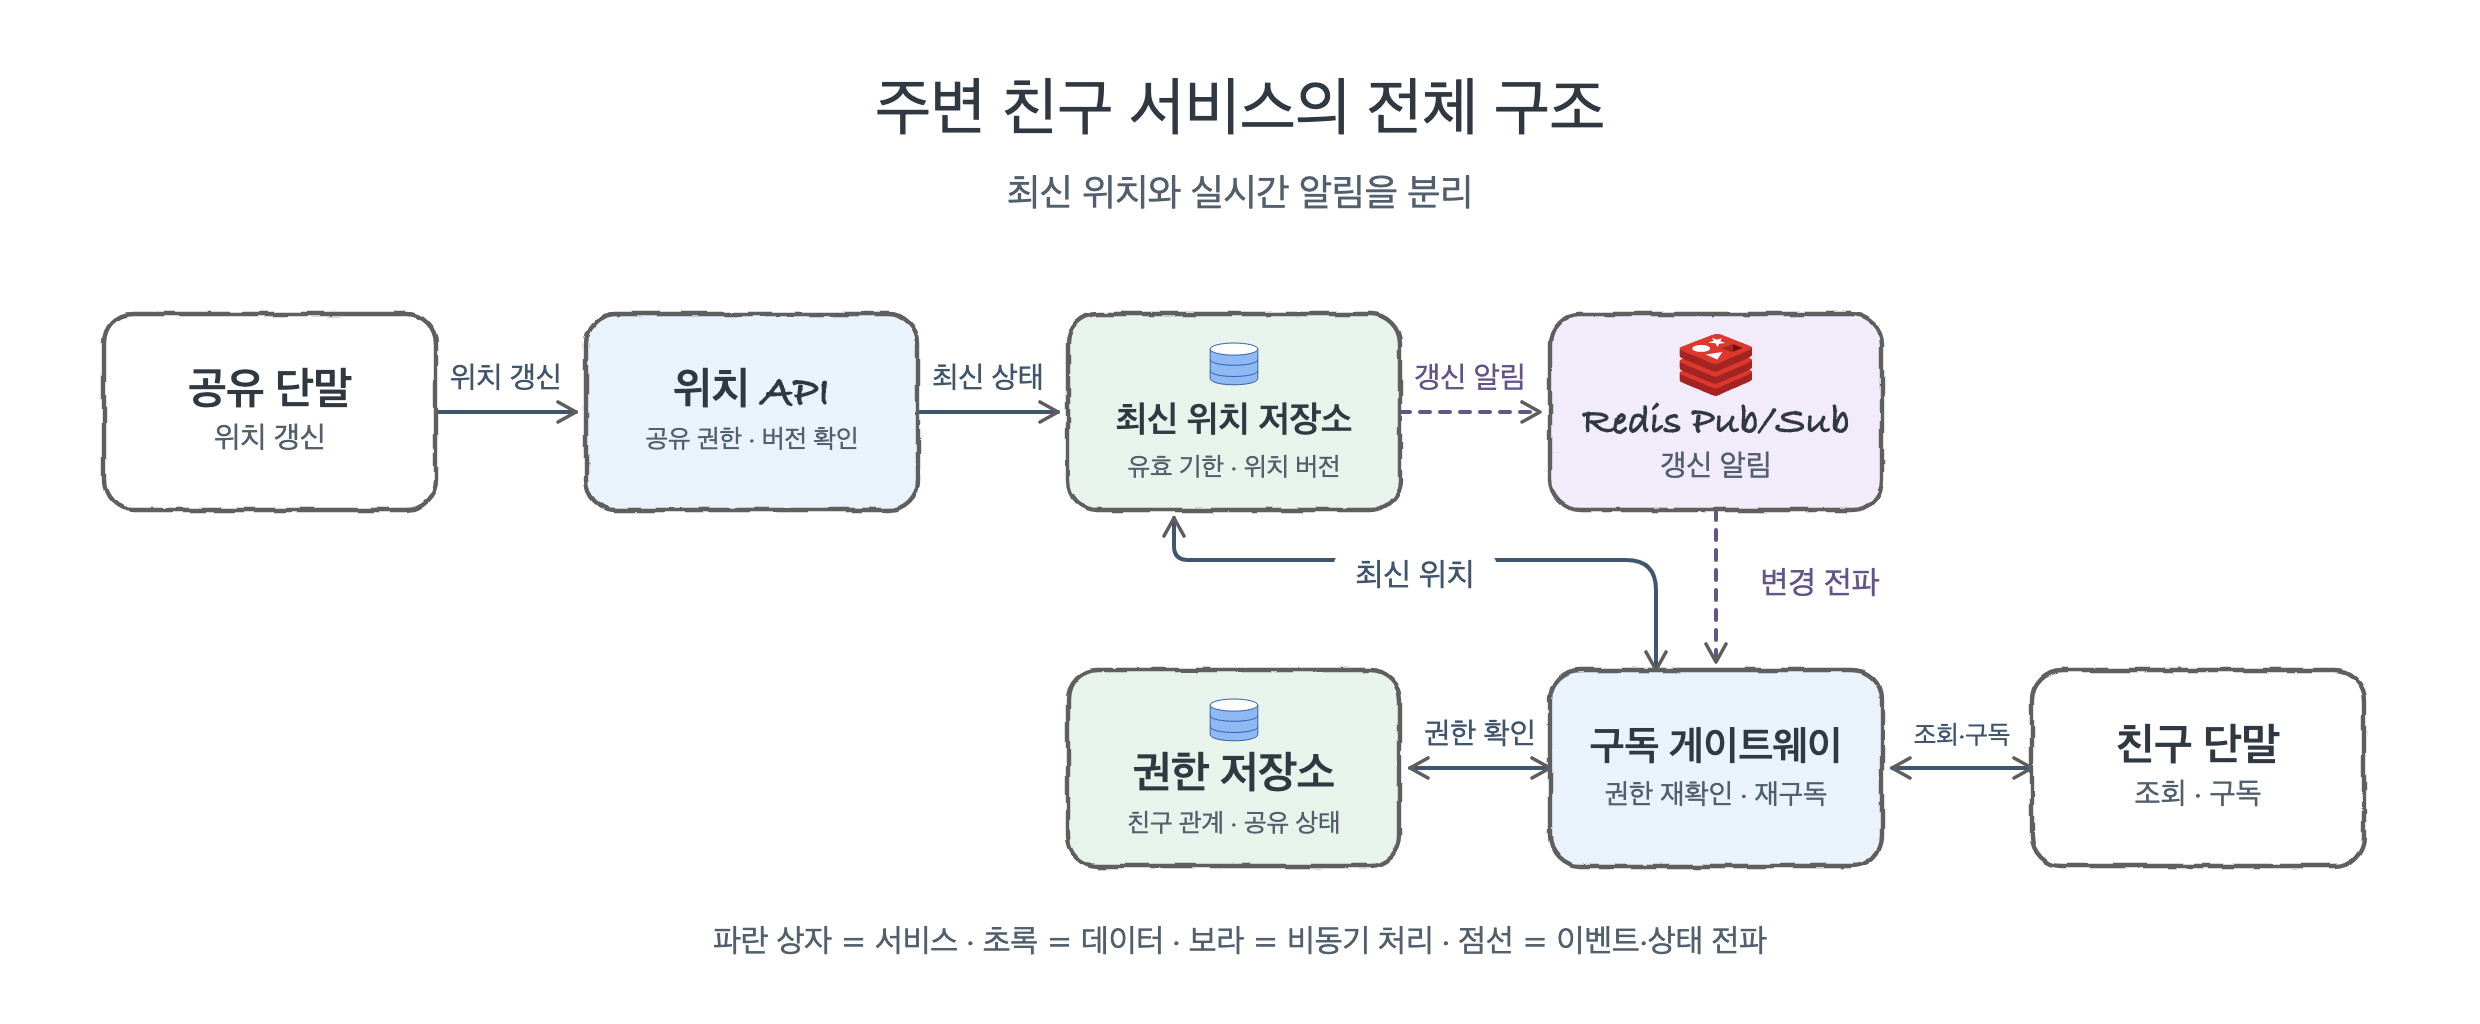 주변 친구 서비스의 전체 구조
최신 위치와 실시간 알림을 분리
공유 단말
위치 갱신
위치 갱신
위치 API
공유 권한 · 버전 확인
최신 상태
최신 위치 저장소
유효 기한 · 위치 버전
갱신 알림
Redis Pub/Sub
갱신 알림
최신 위치
변경 전파
권한 저장소
친구 관계 · 공유 상태
권한 확인
구독 게이트웨이
권한 재확인 · 재구독
조회·구독
친구 단말
조회 · 구독
파란 상자 = 서비스 · 초록 = 데이터 · 보라 = 비동기 처리 · 점선 = 이벤트·상태 전파